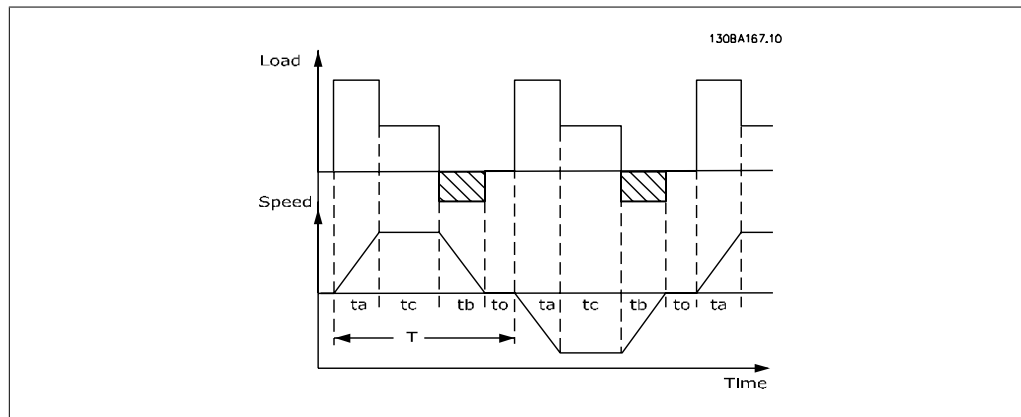 130BA167.10
Load
Speed
ta tc tb to ta tc tb to ta
T
Time